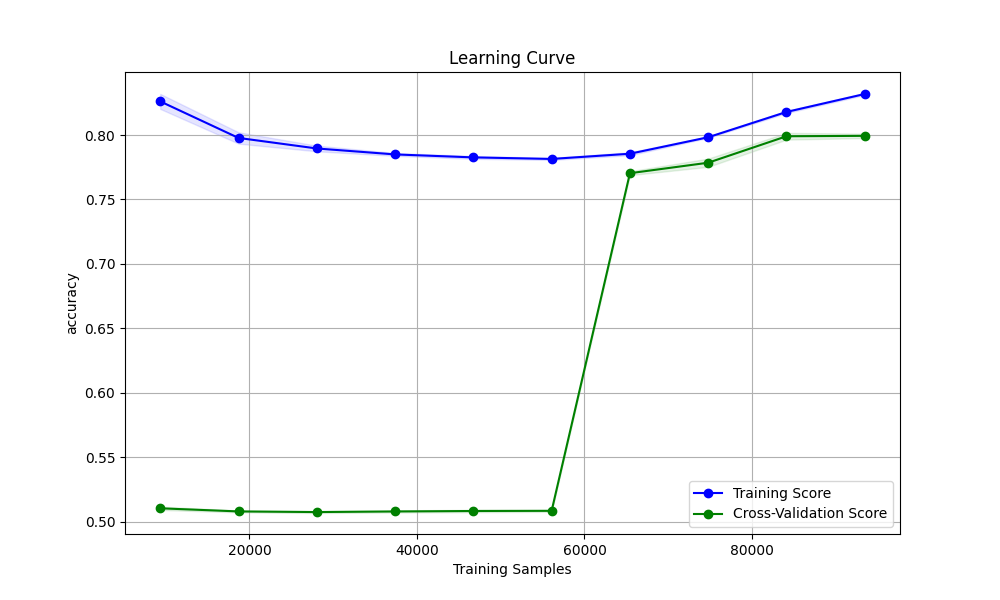 Learning Curve
accuracy
0.80
0.75
0.70
0.65
0.60
0.55
0.50
20000
40000
60000
80000
Training Samples
Training Score
Cross-Validation Score